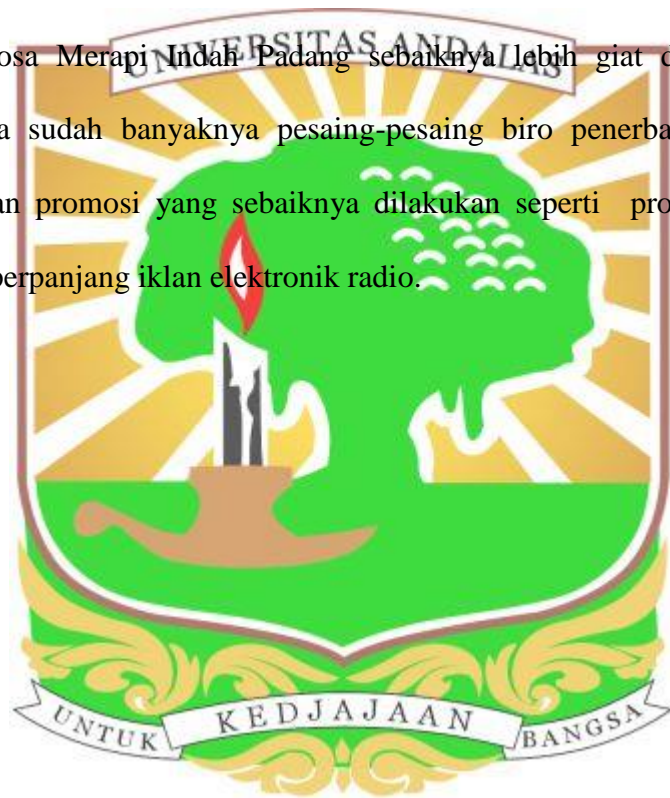 UNIVERSITAS ANDALAS
osa Merapi Indah Padang sebaiknya lebih giat d
a sudah banyaknya pesaing-pesaing biro penerba
an promosi yang sebaiknya dilakukan seperti pro
perpanjang iklan elektronik radio.
UNTUK KEDJAJAAN BANGSA